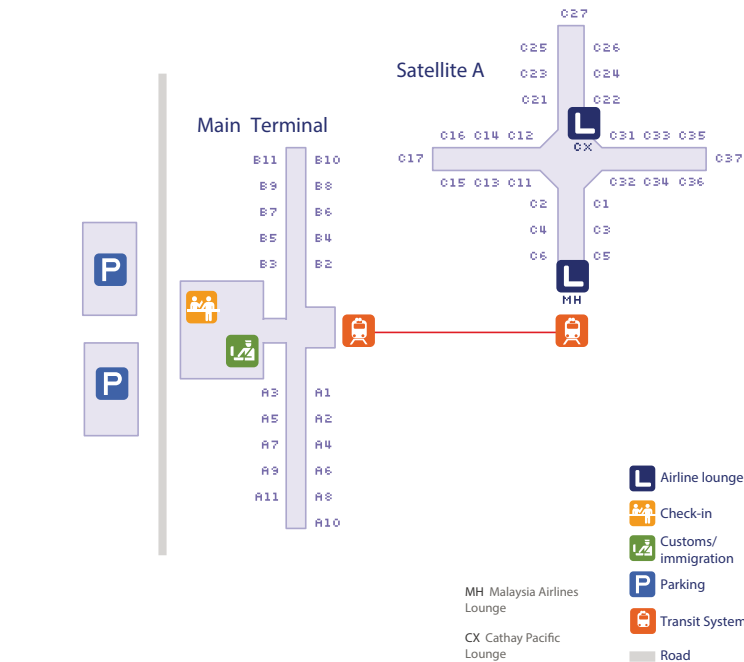 C27
C25 C26
Satellite A
C23 C24
C21 C22
L
CX
Main Terminal
C16 C14 C12 C31 C33 C35
C17 C37
C15 C13 C11 C32 C34 C36
B11 B10
B9 B8
B7 B6
B5 B4
B3 B2
C2 C1
C4 C3
C6 C5
L
MH
P
P
A3 A1
A5 A2
A7 A4
A9 A6
A11 A8
A10
L Airline lounge
Check-in
Customs/
immigration
P Parking
Transit System
Road
MH Malaysia Airlines
Lounge
CX Cathay Pacific
Lounge